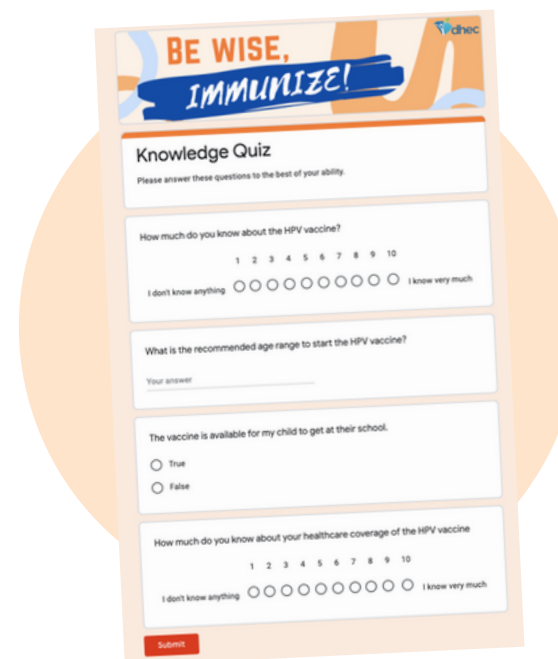 BE WISE,
dhec
IMMUNIZE!
Knowledge Quiz
Please answer these questions to the best of your ability.
How much do you know about the HPV vaccine?
1 2 3 4 5 6 7 8 9 10
I don't know anything I know very much
What is the recommended age range to start the HPV vaccine?
Your answer
The vaccine is available for my child to get at their school.
True
False
How much do you know about your healthcare coverage of the HPV vaccine
1 2 3 4 5 6 7 8 9 10
I don't know anything I know very much
Submit